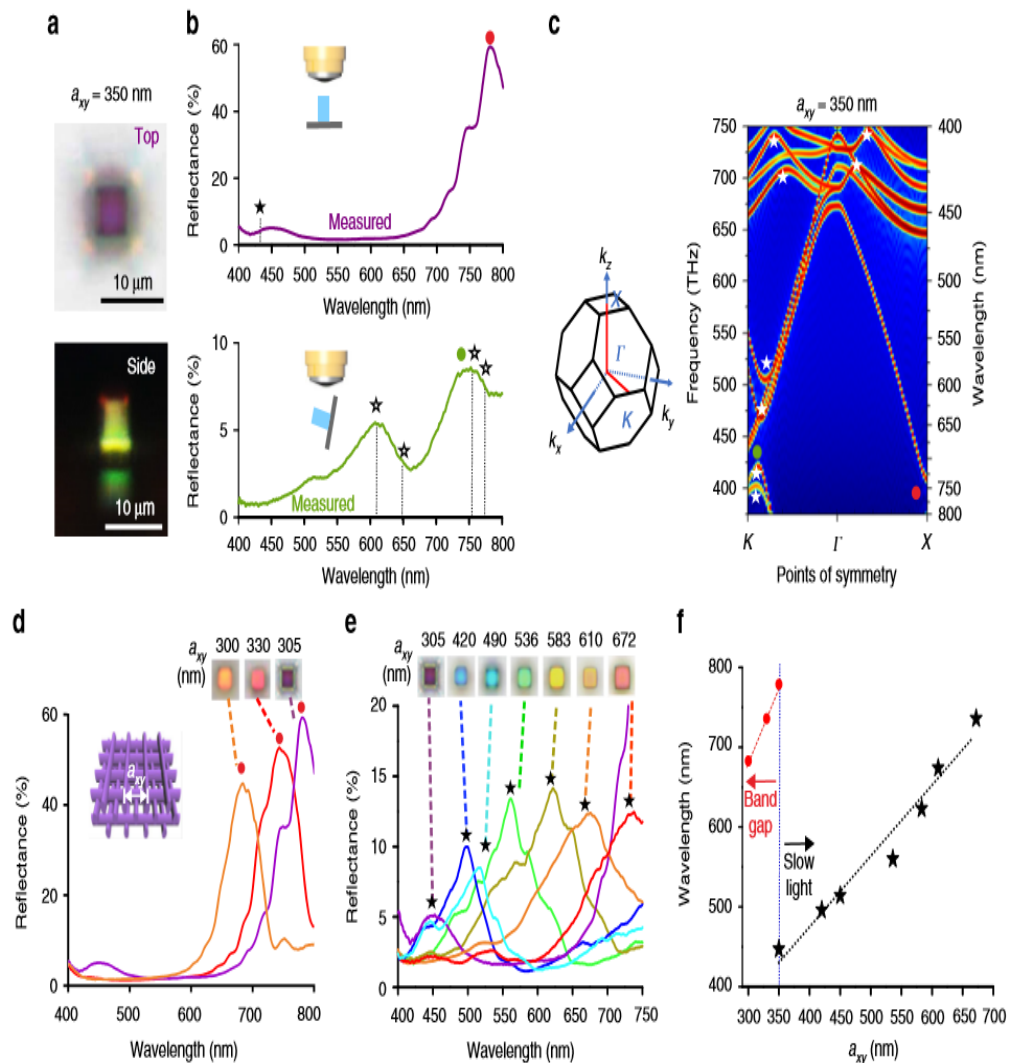 a
a_xy = 350 nm
Top
10 μm
Side
10 μm
b
60
40
20
0
Reflectance (%)
Measured
400 450 500 550 600 650 700 750 800
Wavelength (nm)
10
5
0
Reflectance (%)
Measured
400 450 500 550 600 650 700 750 800
Wavelength (nm)
c
k_z
X
Γ
K
k_y
k_x
a_xy = 350 nm
750
700
650
600
550
500
450
400
Frequency (THz)
400
450
500
550
600
700
750
800
Wavelength (nm)
K Γ X
Points of symmetry
d
a_xy 300 330 305
(nm)
a_xy
60
40
20
0
Reflectance (%)
400 500 600 700 800
Wavelength (nm)
e
a_xy 305 420 490 536 583 610 672
(nm)
20
15
10
5
0
Reflectance (%)
400 450 500 550 600 650 700 750
Wavelength (nm)
f
800
700
800
500
400
Wavelength (nm)
Band
gap
Slow
light
300 350 400 450 500 550 600 650 700
a_xy (nm)